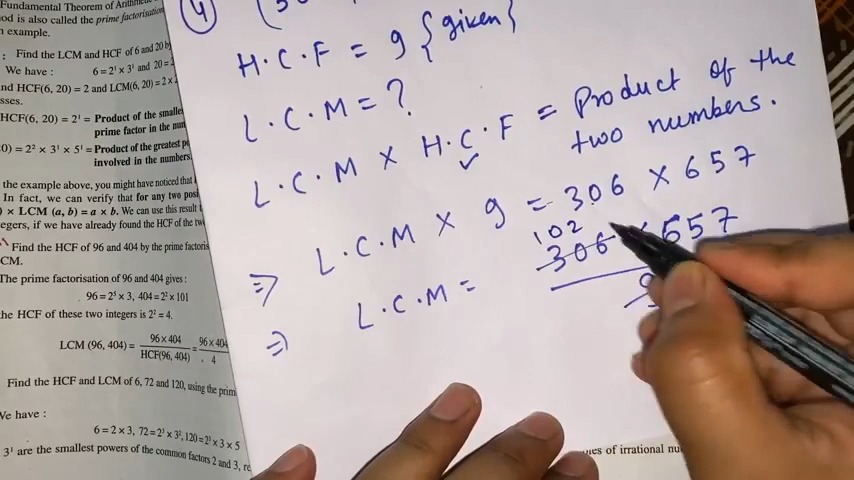 Fundamental Theorem of Arithme
od is also called the prime factorisation
example.
Find the LCM and HCF of 6 and 20 by
We have : 6 = 2¹ × 3¹ and 20 =
nd HCF(6, 20) = 2 and LCM(6, 20) = 2 ×
sses.
HCF(6, 20) = 2¹ = Product of the smalle
prime factor in the num
0) = 2² × 3¹ × 5¹ = Product of the greatest p
involved in the numbers.
the example above, you might have noticed that
In fact, we can verify that for any two posi
) × LCM (a, b) = a × b. We can use this result t
egers, if we have already found the HCF of the tw
Find the HCF of 96 and 404 by the prime factoris
CM.
The prime factorisation of 96 and 404 gives :
96 = 2⁵ × 3, 404 = 2² × 101
the HCF of these two integers is 2² = 4.
LCM (96, 404) = 96 × 404 / HCF(96, 404) = 96 × 404 / 4
Find the HCF and LCM of 6, 72 and 120, using the prim
We have :
6 = 2 × 3, 72 = 2³ × 3², 120 = 2³ × 3 × 5
3¹ are the smallest powers of the common factors 2 and 3, re
4
H.C.F = 9 {given}
L.C.M = ?
L.C.M × H.C.F = Product of the
two numbers.
⇒ L.C.M × 9 = 306 × 657
102
⇒ L.C.M = 306 × 657
9
of irrational nu